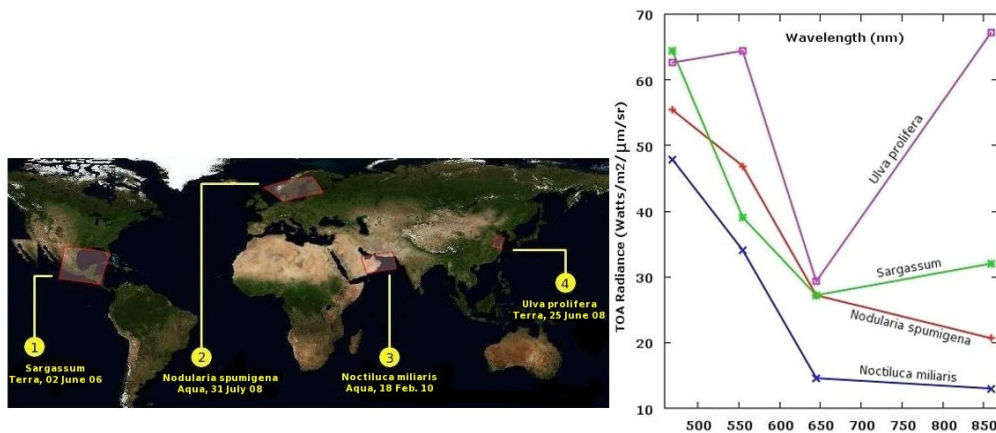 1
Sargassum
Terra, 02 June 06
2
Nodularia spumigena
Aqua, 31 July 08
3
Noctiluca miliaris
Aqua, 18 Feb. 10
4
Ulva prolifera
Terra, 25 June 08
Wavelength (nm)
TOA Radiance (Watts/m2/μm/sr)
70
60
50
40
30
20
10
500
550
600
650
700
750
800
850
Ulva prolifera
Sargassum
Nodularia spumigena
Noctiluca miliaris